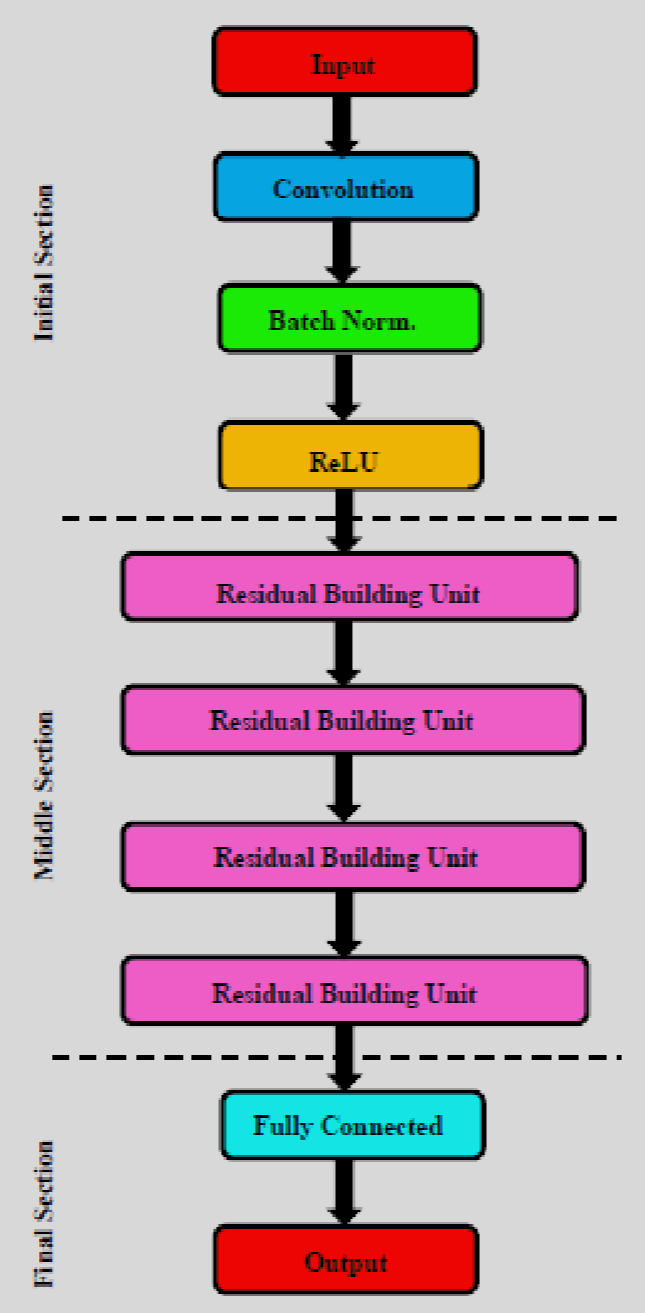 Input
Convolution
Batch Norm.
ReLU
Initial Section
Residual Building Unit
Residual Building Unit
Residual Building Unit
Residual Building Unit
Middle Section
Fully Connected
Output
Final Section